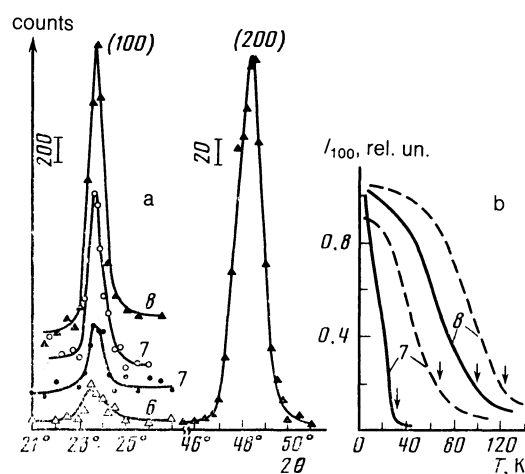 counts
(100)
(200)
200
20
a
8
7
7
6
21° 23° 25° 46° 48° 50°
2θ
I₁₀₀, rel. un.
b
0.8
0.4
7
8
0 40 80 120
T, K